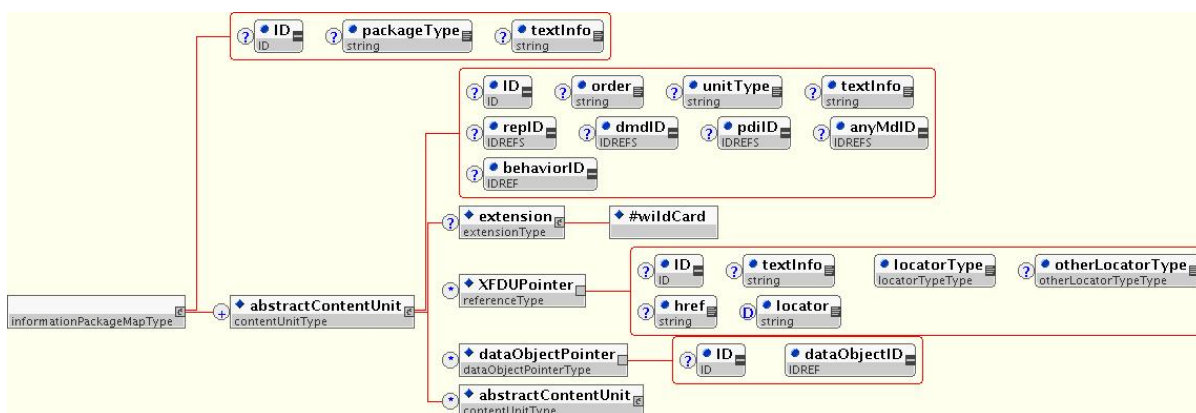 ? ID ? packageType ? textInfo
ID string string
? ID ? order ? unitType ? textInfo
ID string string string
? repID ? dmdID ? pdiID ? anyMdID
IDREFS IDREFS IDREFS IDREFS
? behaviorID
IDREF
? extension #wildCard
extensionType
? ID ? textInfo locatorType ? otherLocatorType
ID string locatorTypeType otherLocatorTypeType
* XFDUPointer
referenceType
? href D locator
string string
informationPackageMapType + abstractContentUnit
contentUnitType
* dataObjectPointer ? ID dataObjectID
dataObjectPointerType ID IDREF
* abstractContentUnit
contentUnitType